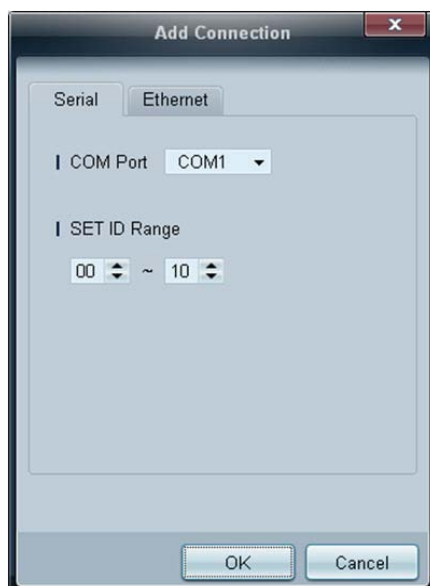 Add Connection
x
Serial Ethernet
COM Port COM1
SET ID Range
00 ~ 10
OK Cancel